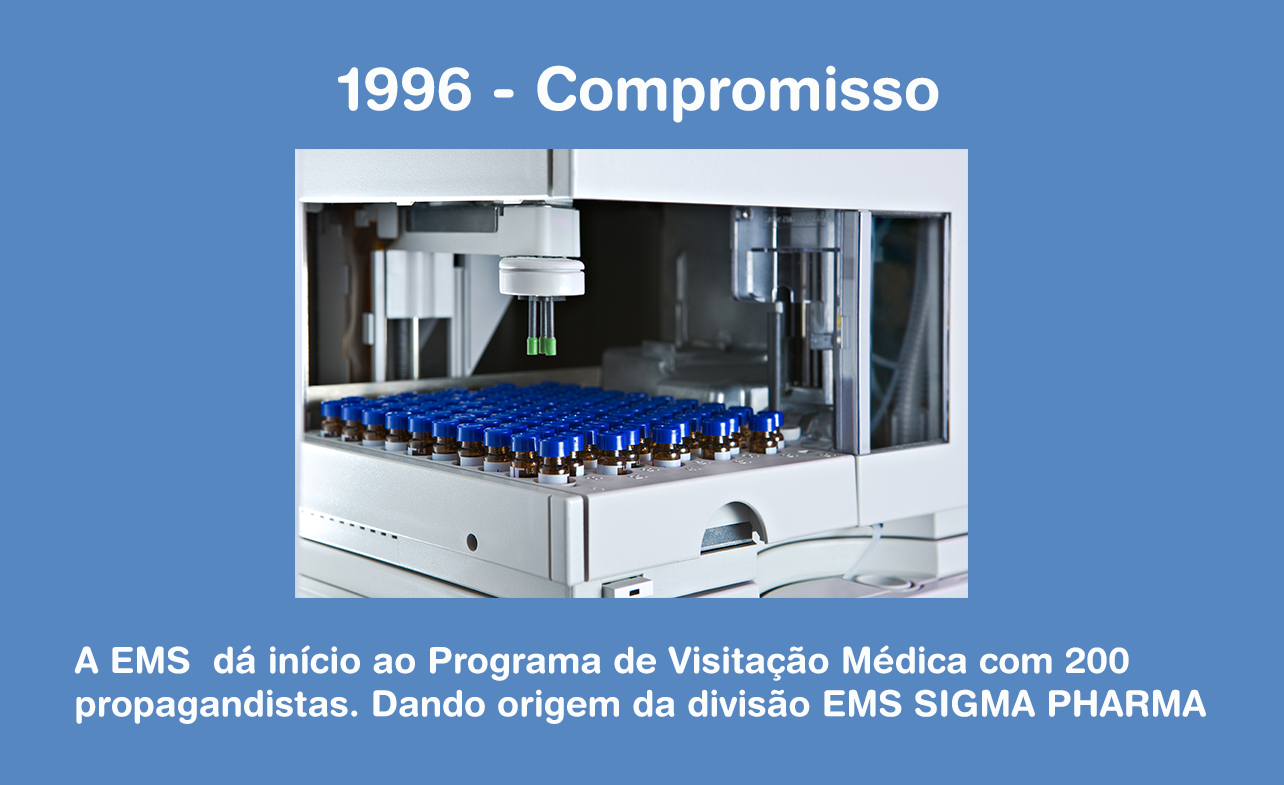 1996 - Compromisso
A EMS  dá início ao Programa de Visitação Médica com 200
propagandistas. Dando origem da divisão EMS SIGMA PHARMA